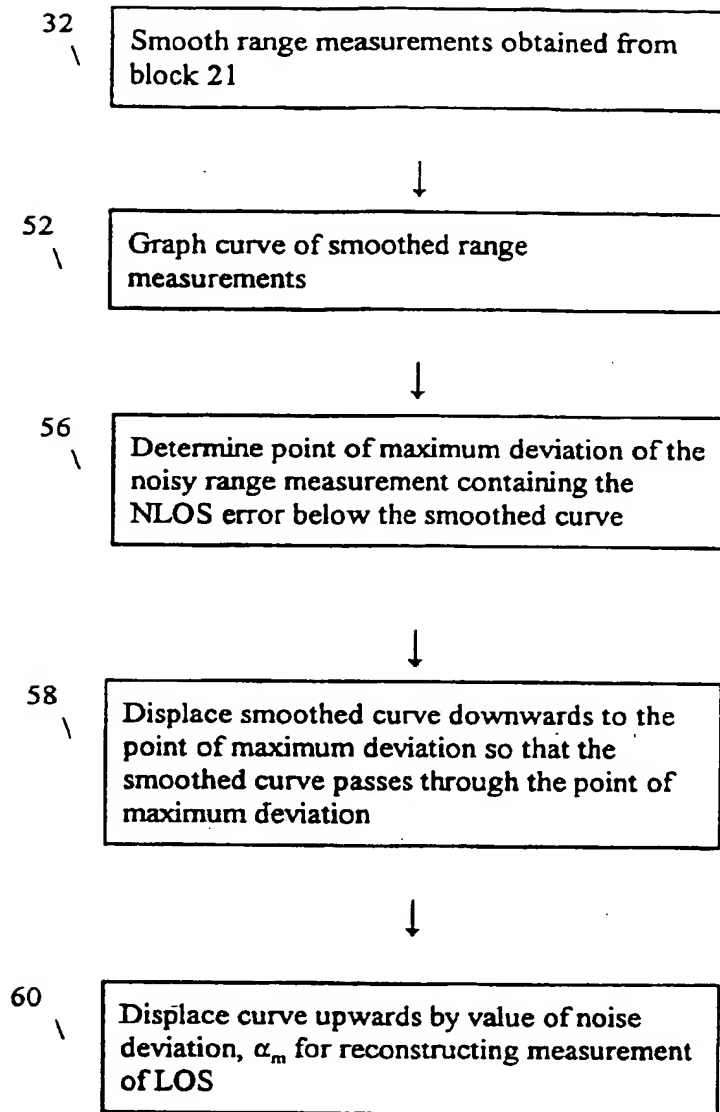 32
Smooth range measurements obtained from
block 21
52
Graph curve of smoothed range
measurements
56
Determine point of maximum deviation of the
noisy range measurement containing the
NLOS error below the smoothed curve
58
Displace smoothed curve downwards to the
point of maximum deviation so that the
smoothed curve passes through the point of
maximum deviation
60
Displace curve upwards by value of noise
deviation, αm for reconstructing measurement
of LOS